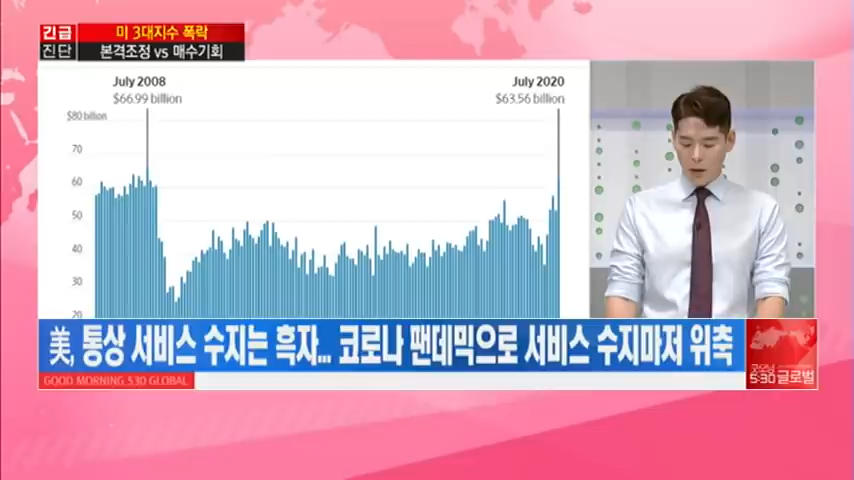 긴급
진단
미 3대지수 폭락
본격조정 vs 매수기회
July 2008
$66.99 billion
July 2020
$63.56 billion
$80 billion
70
60
50
40
30
20
美, 통상 서비스 수지는 흑자... 코로나 팬데믹으로 서비스 수지마저 위축
GOOD MORNING 5:30 GLOBAL
굿모닝
5:30 글로벌